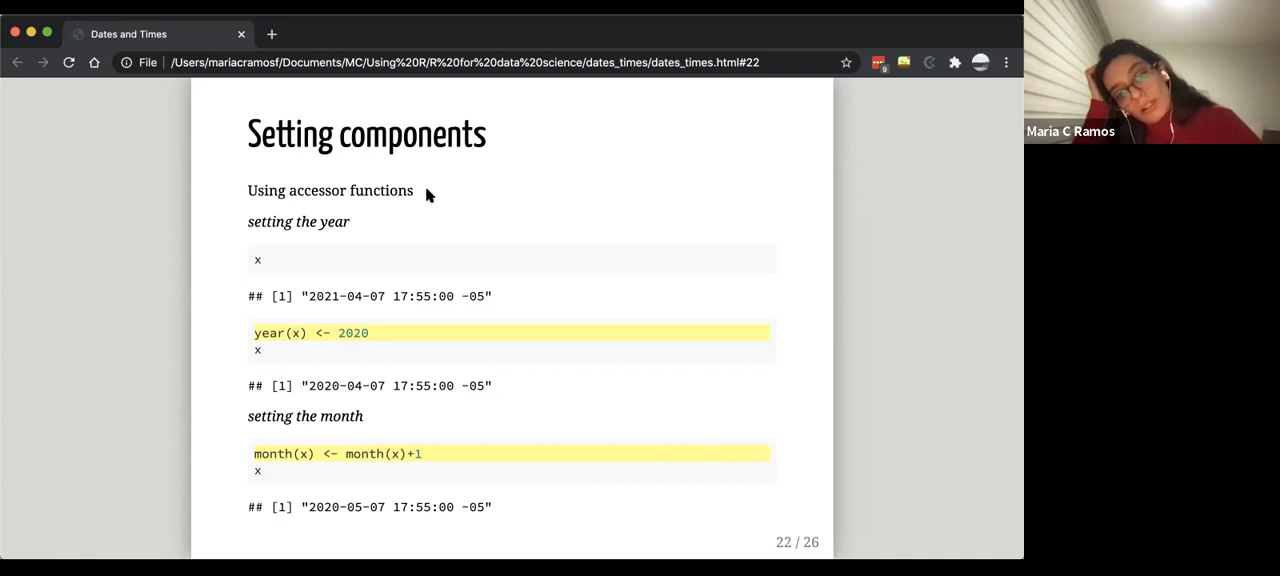 Dates and Times
File
/Users/mariacramosf/Documents/MC/Using%20R/R%20for%20data%20science/dates_times/dates_times.html#22
9
Maria C Ramos
Setting components
Using accessor functions
setting the year
x
## [1] "2021-04-07 17:55:00 -05"
year(x) <- 2020
x
## [1] "2020-04-07 17:55:00 -05"
setting the month
month(x) <- month(x)+1
x
## [1] "2020-05-07 17:55:00 -05"
22 / 26